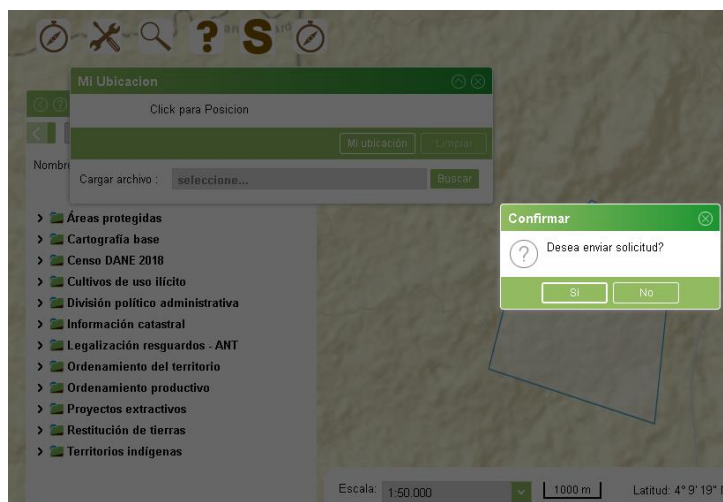 ?
S
Mi Ubicacion
Click para Posicion
Mi ubicación
Limpiar
Nombr
Cargar archivo :
seleccione...
Buscar
Áreas protegidas
Cartografía base
Censo DANE 2018
Cultivos de uso ilícito
División político administrativa
Información catastral
Legalización resguardos - ANT
Ordenamiento del territorio
Ordenamiento productivo
Proyectos extractivos
Restitución de tierras
Territorios indígenas
Confirmar
? Desea enviar solicitud?
SI
No
Escala:
1:50.000
1000 m
Latitud: 4° 9' 19"